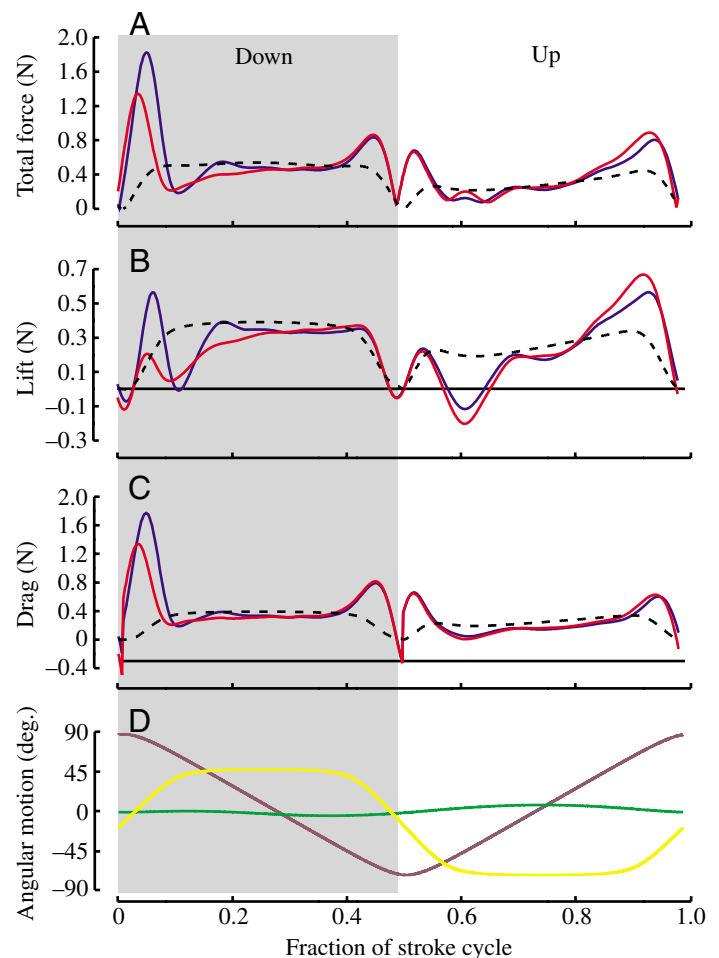 A
Down
Up
Total force (N)
2.0
1.6
1.2
0.8
0.4
0
B
Lift (N)
0.7
0.5
0.3
0.1
–0.1
–0.3
C
Drag (N)
2.0
1.6
1.2
0.8
0.4
0
–0.4
D
Angular motion (deg.)
90
45
0
–45
–90
0 0.2 0.4 0.6 0.8 1.0
Fraction of stroke cycle